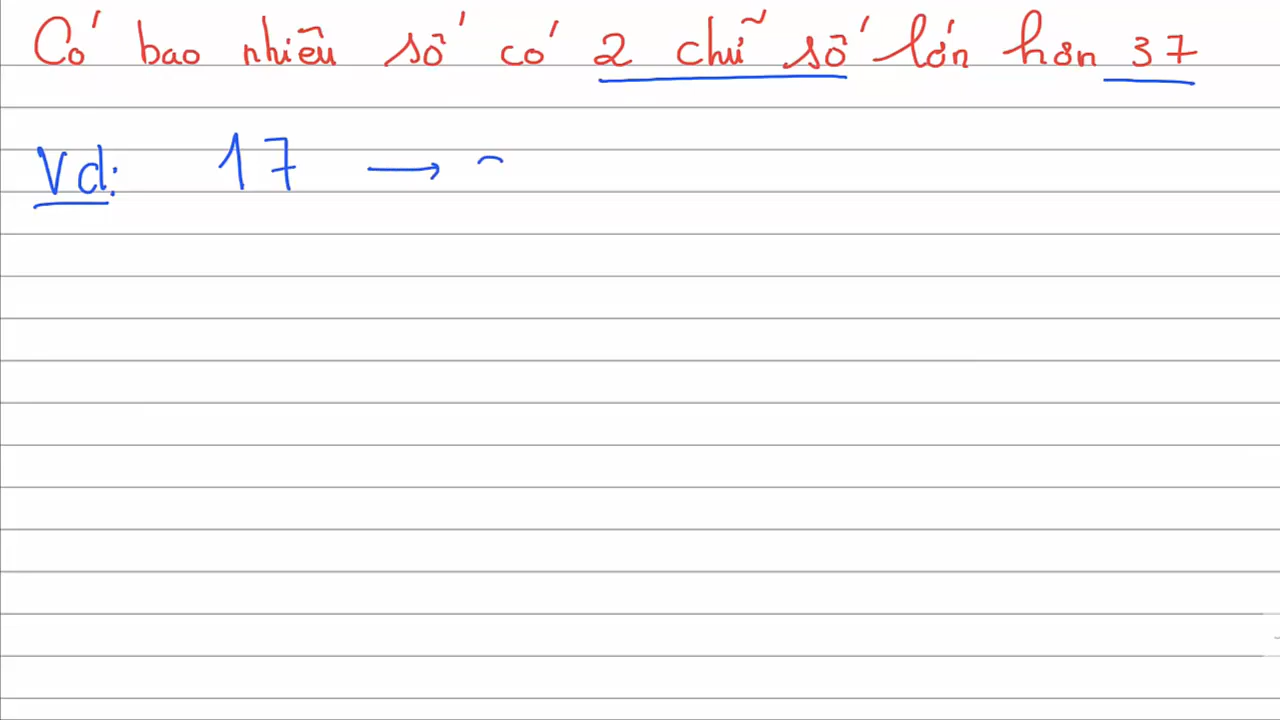 Có bao nhiêu số có 2 chữ số lớn hơn 37
Vd: 17 →